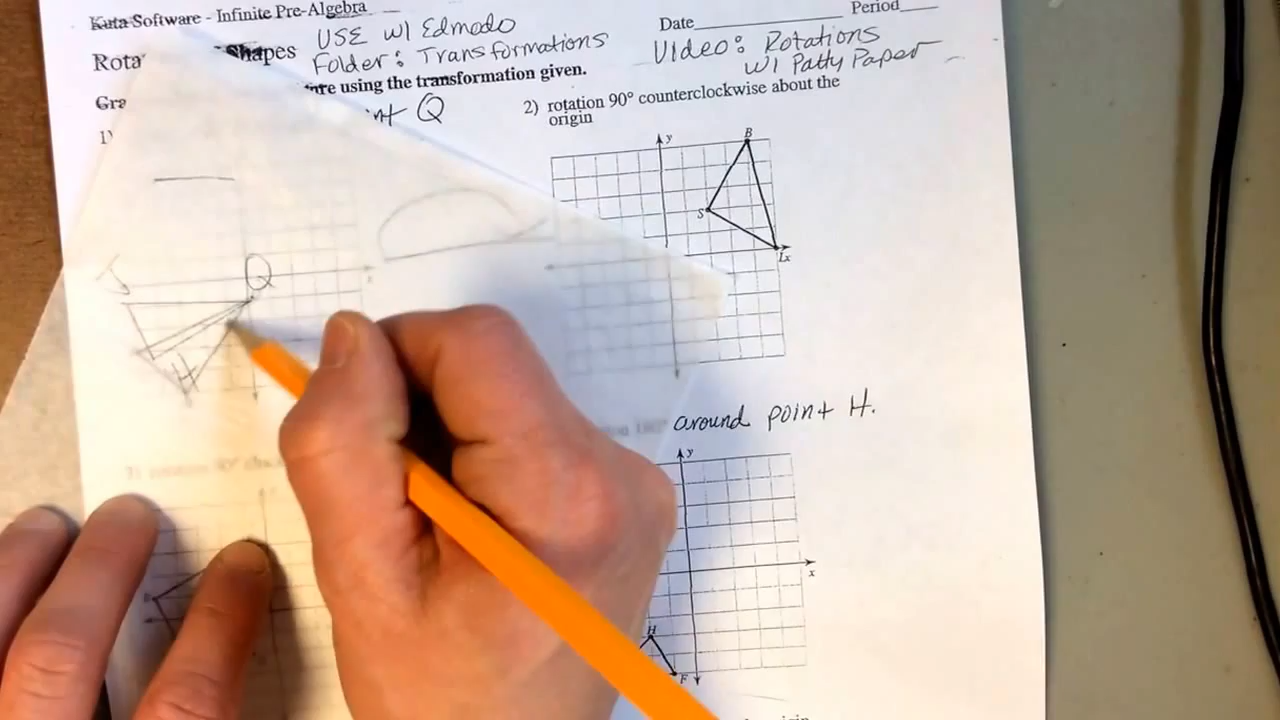 Kuta Software - Infinite Pre-Algebra
Date Period
Shapes
USE w/ Edmodo
Folder: Transformations
Video: Rotations
w/ Patty Paper
using the transformation given.
Q
1)
2) rotation 90° counterclockwise about the
origin
y
B
S
L x
J
Q
H
around point H.
y
x
H
F